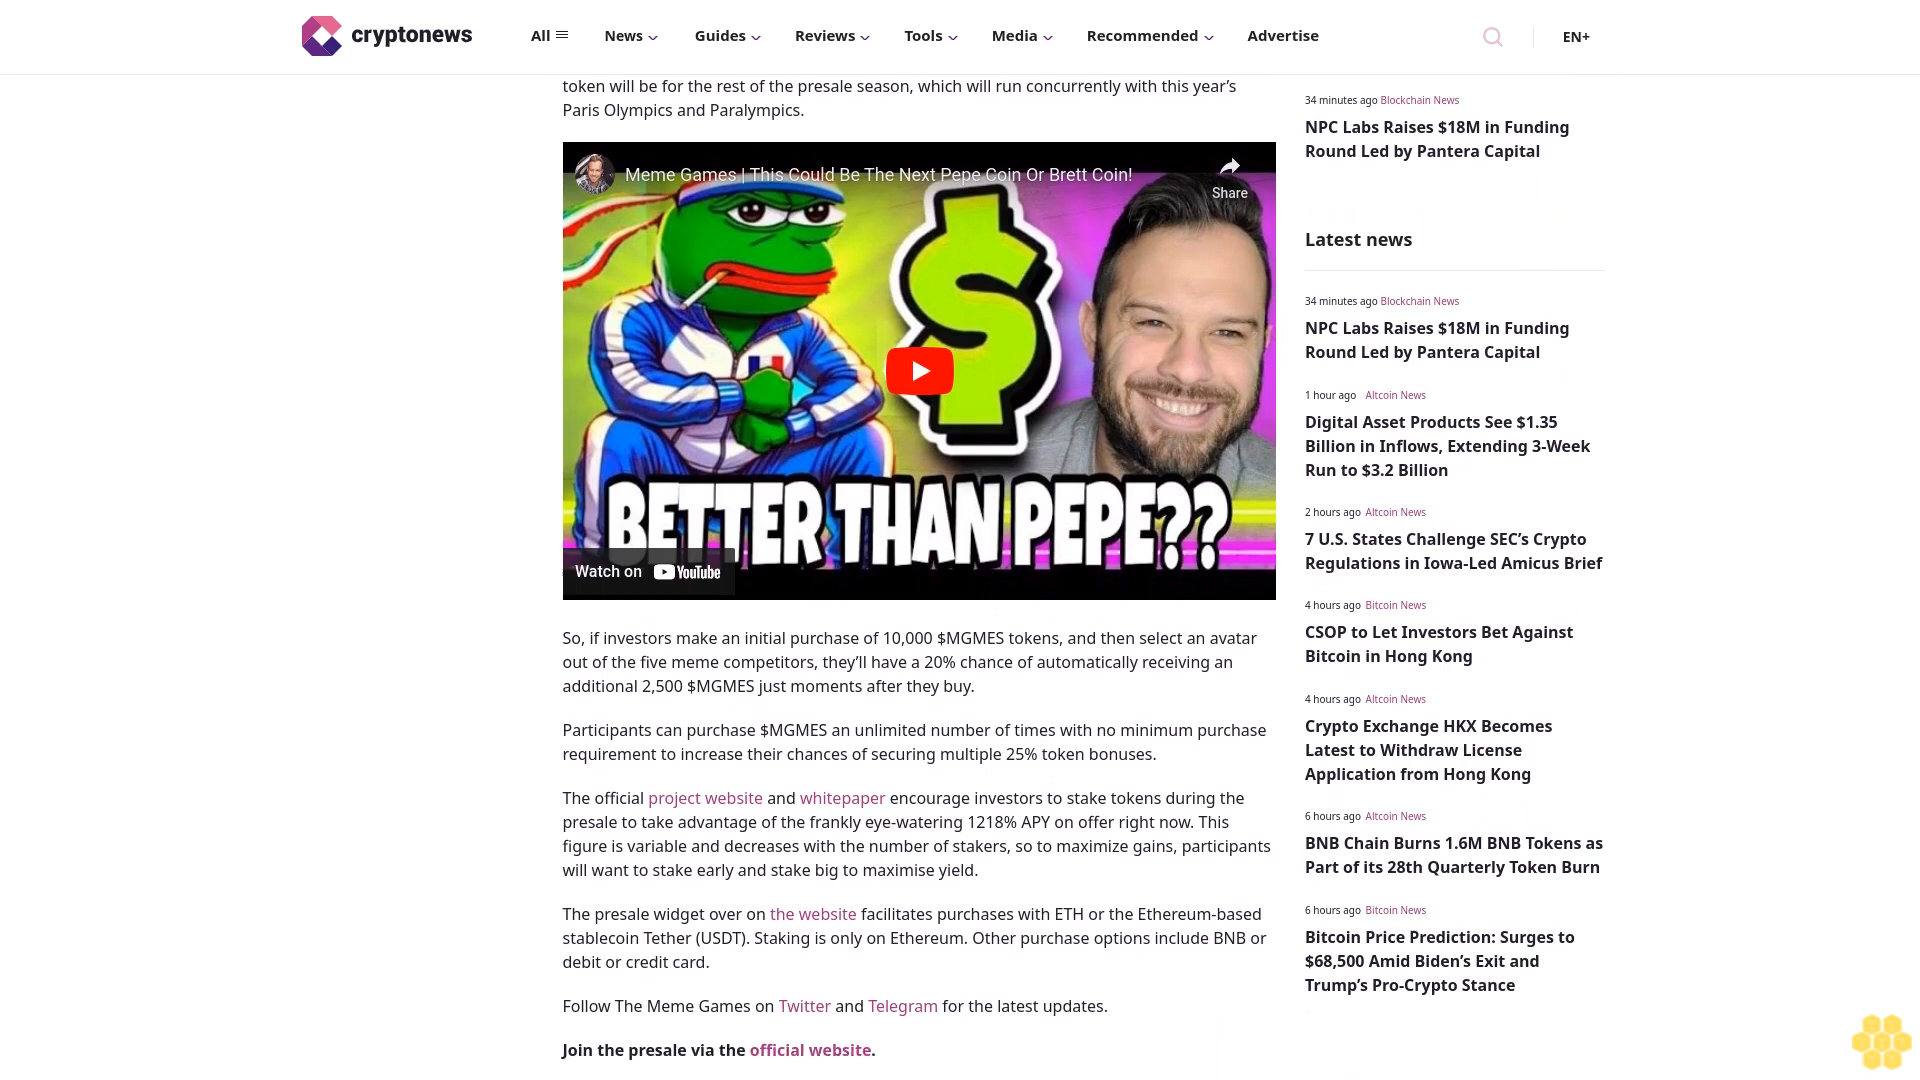 cryptonews
All
News
Guides
Reviews
Tools
Media
Recommended
Advertise
EN+
token will be for the rest of the presale season, which will run concurrently with this year’s
Paris Olympics and Paralympics.
Meme Games | This Could Be The Next Pepe Coin Or Brett Coin!
Share
$
BETTER THAN PEPE??
Watch on YouTube
So, if investors make an initial purchase of 10,000 $MGMES tokens, and then select an avatar
out of the five meme competitors, they’ll have a 20% chance of automatically receiving an
additional 2,500 $MGMES just moments after they buy.
Participants can purchase $MGMES an unlimited number of times with no minimum purchase
requirement to increase their chances of securing multiple 25% token bonuses.
The official project website and whitepaper encourage investors to stake tokens during the
presale to take advantage of the frankly eye-watering 1218% APY on offer right now. This
figure is variable and decreases with the number of stakers, so to maximize gains, participants
will want to stake early and stake big to maximise yield.
The presale widget over on the website facilitates purchases with ETH or the Ethereum-based
stablecoin Tether (USDT). Staking is only on Ethereum. Other purchase options include BNB or
debit or credit card.
Follow The Meme Games on Twitter and Telegram for the latest updates.
Join the presale via the official website.
34 minutes ago Blockchain News
NPC Labs Raises $18M in Funding
Round Led by Pantera Capital
Latest news
34 minutes ago Blockchain News
NPC Labs Raises $18M in Funding
Round Led by Pantera Capital
1 hour ago Altcoin News
Digital Asset Products See $1.35
Billion in Inflows, Extending 3-Week
Run to $3.2 Billion
2 hours ago Altcoin News
7 U.S. States Challenge SEC’s Crypto
Regulations in Iowa-Led Amicus Brief
4 hours ago Bitcoin News
CSOP to Let Investors Bet Against
Bitcoin in Hong Kong
4 hours ago Altcoin News
Crypto Exchange HKX Becomes
Latest to Withdraw License
Application from Hong Kong
6 hours ago Altcoin News
BNB Chain Burns 1.6M BNB Tokens as
Part of its 28th Quarterly Token Burn
6 hours ago Bitcoin News
Bitcoin Price Prediction: Surges to
$68,500 Amid Biden’s Exit and
Trump’s Pro-Crypto Stance